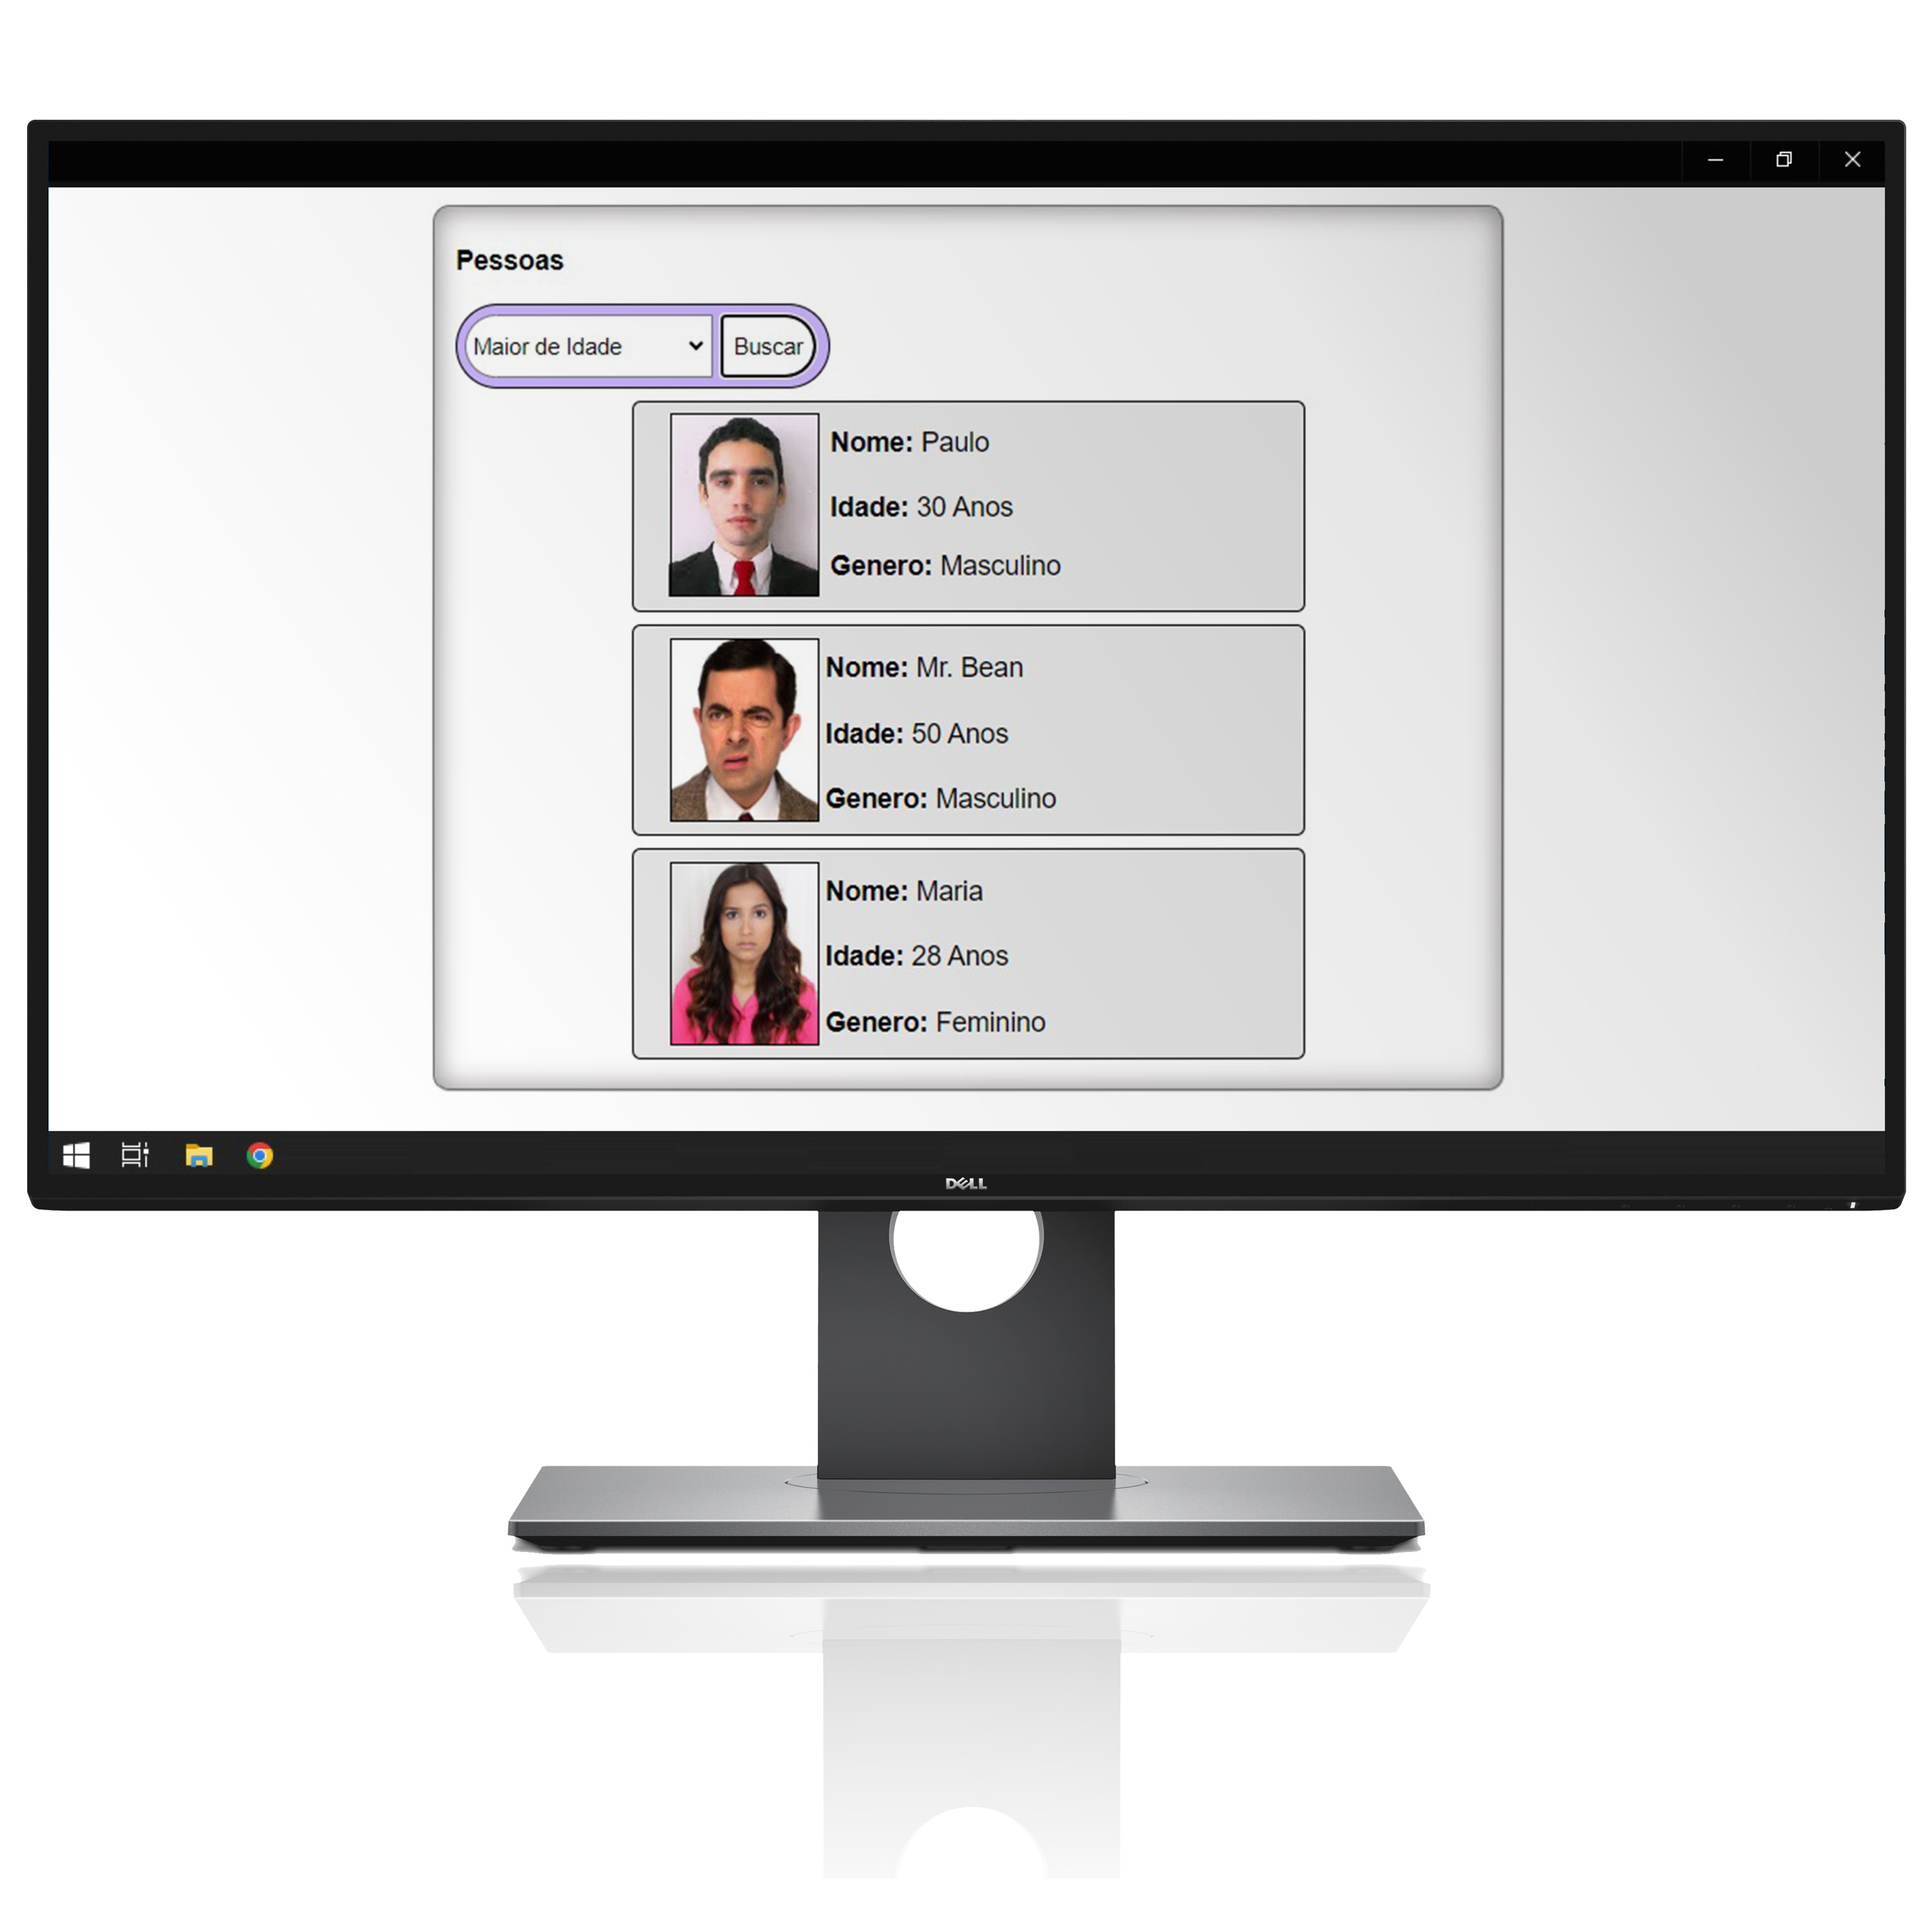 Pessoas
Maior de Idade
Buscar
Nome: Paulo
Idade: 30 Anos
Genero: Masculino
Nome: Mr. Bean
Idade: 50 Anos
Genero: Masculino
Nome: Maria
Idade: 28 Anos
Genero: Feminino
DELL